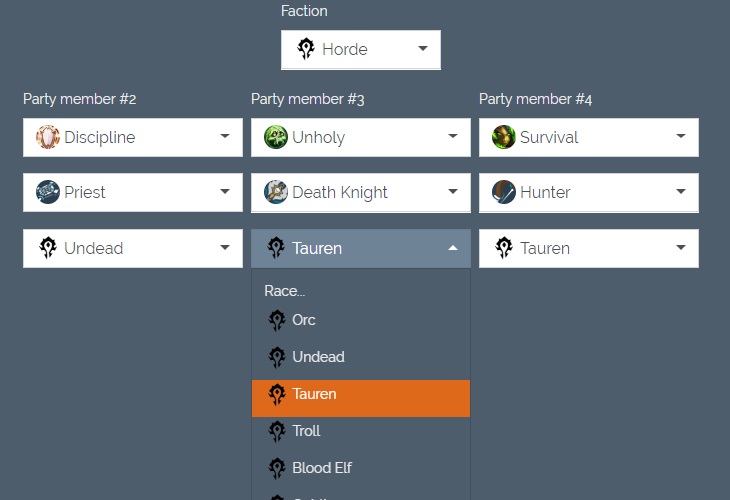 Faction
Horde
Party member #2 Party member #3 Party member #4
Discipline Unholy Survival
Priest Death Knight Hunter
Undead Tauren Tauren
Race...
Orc
Undead
Tauren
Troll
Blood Elf